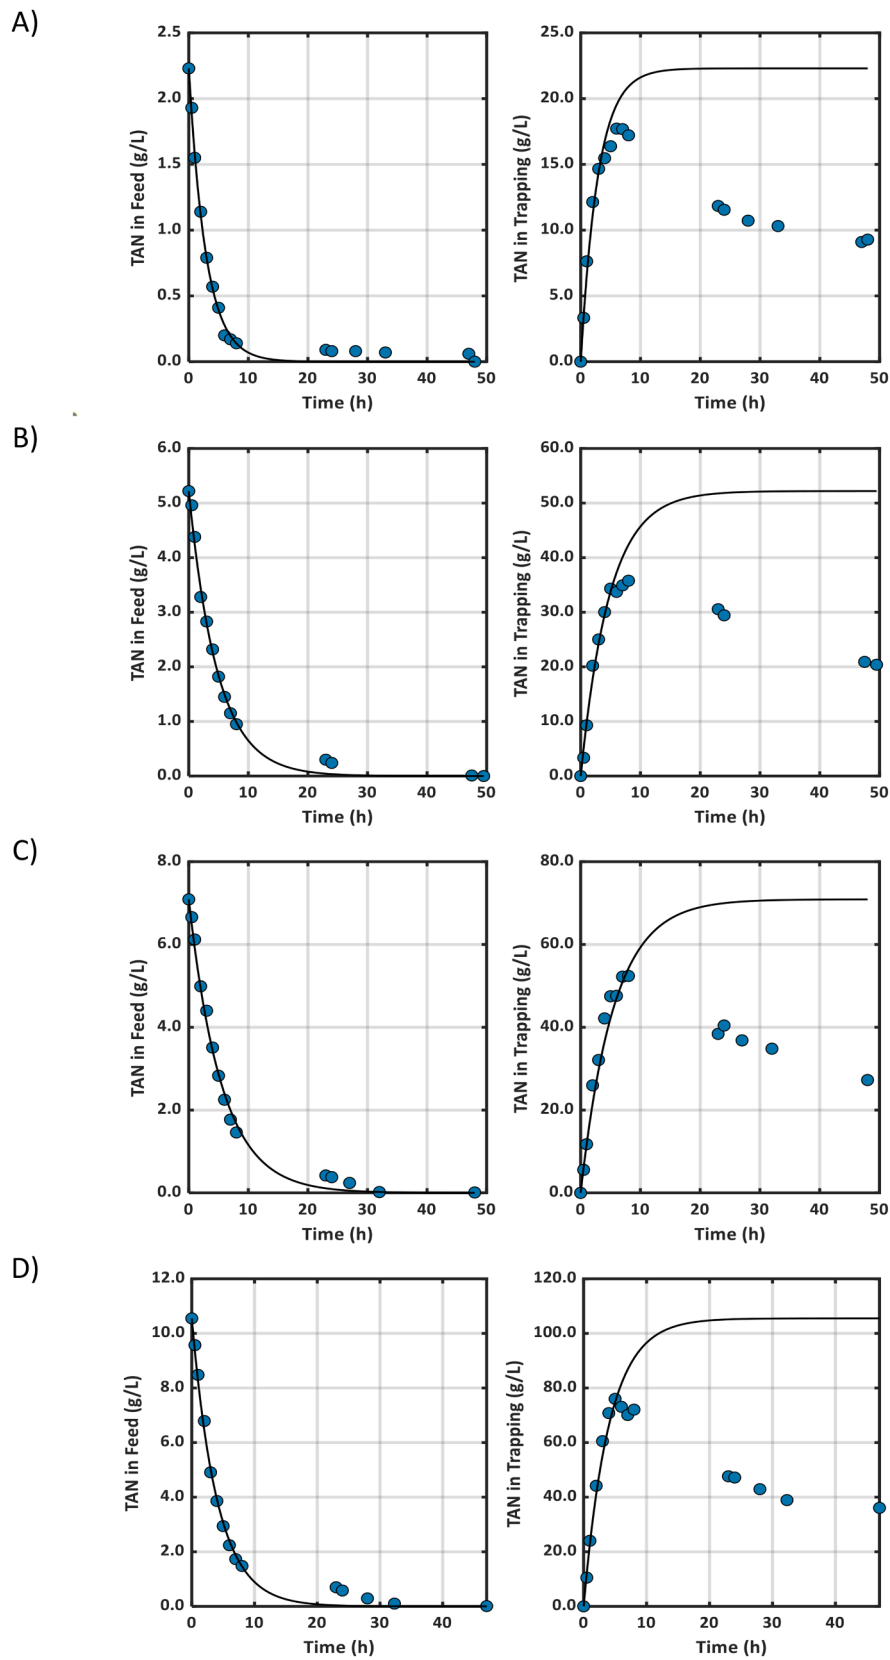 A)
TAN in Feed (g/L)
2.5
2.0
1.5
1.0
0.5
0.0
0 10 20 30 40 50
Time (h)
TAN in Trapping (g/L)
25.0
20.0
15.0
10.0
5.0
0.0
0 10 20 30 40 50
Time (h)
B)
TAN in Feed (g/L)
6.0
5.0
4.0
3.0
2.0
1.0
0.0
0 10 20 30 40 50
Time (h)
TAN in Trapping (g/L)
60.0
50.0
40.0
30.0
20.0
10.0
0.0
0 10 20 30 40 50
Time (h)
C)
TAN in Feed (g/L)
8.0
6.0
4.0
2.0
0.0
0 10 20 30 40 50
Time (h)
TAN in Trapping (g/L)
80.0
60.0
40.0
20.0
0.0
0 10 20 30 40 50
Time (h)
D)
TAN in Feed (g/L)
12.0
10.0
8.0
6.0
4.0
2.0
0.0
0 10 20 30 40
Time (h)
TAN in Trapping (g/L)
120.0
100.0
80.0
60.0
40.0
20.0
0.0
0 10 20 30 40
Time (h)